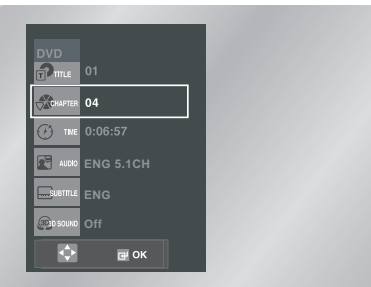 DVD
TITLE 01
CHAPTER 04
TIME 0:06:57
AUDIO ENG 5.1CH
SUBTITLE ENG
3D SOUND Off
OK